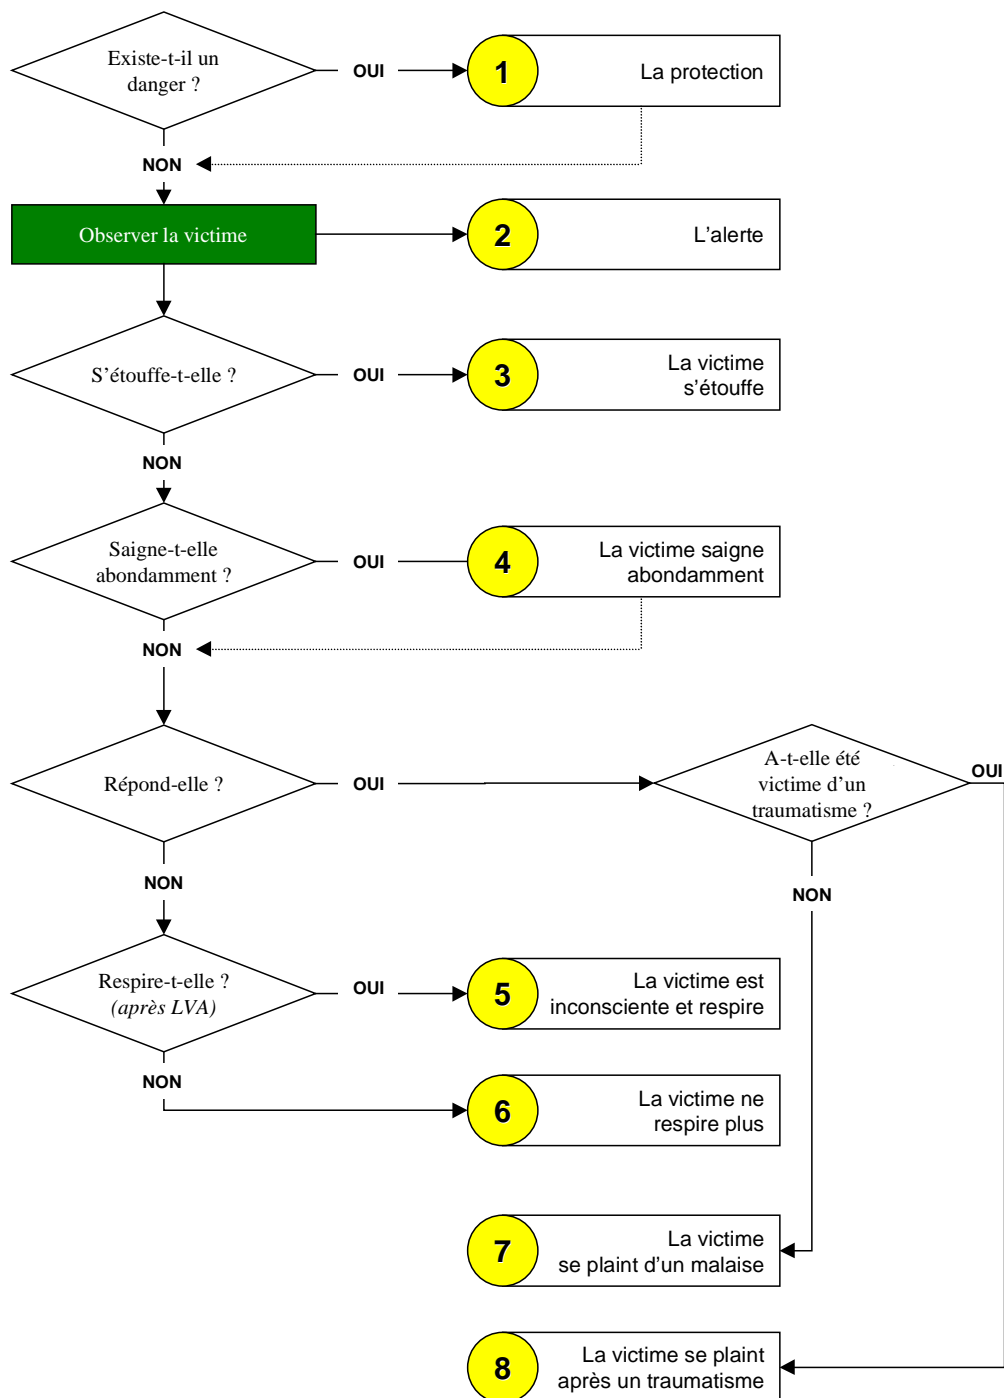 Existe-t-il un
danger ?
OUI
1
La protection
NON
Observer la victime
2
L’alerte
S’étouffe-t-elle ?
OUI
3
La victime
s’étouffe
NON
Saigne-t-elle
abondamment ?
OUI
4
La victime saigne
abondamment
NON
Répond-elle ?
OUI
A-t-elle été
victime d’un
traumatisme ?
OUI
NON
NON
Respire-t-elle ?
(après LVA)
OUI
5
La victime est
inconsciente et respire
NON
6
La victime ne
respire plus
7
La victime
se plaint d’un malaise
8
La victime se plaint
après un traumatisme